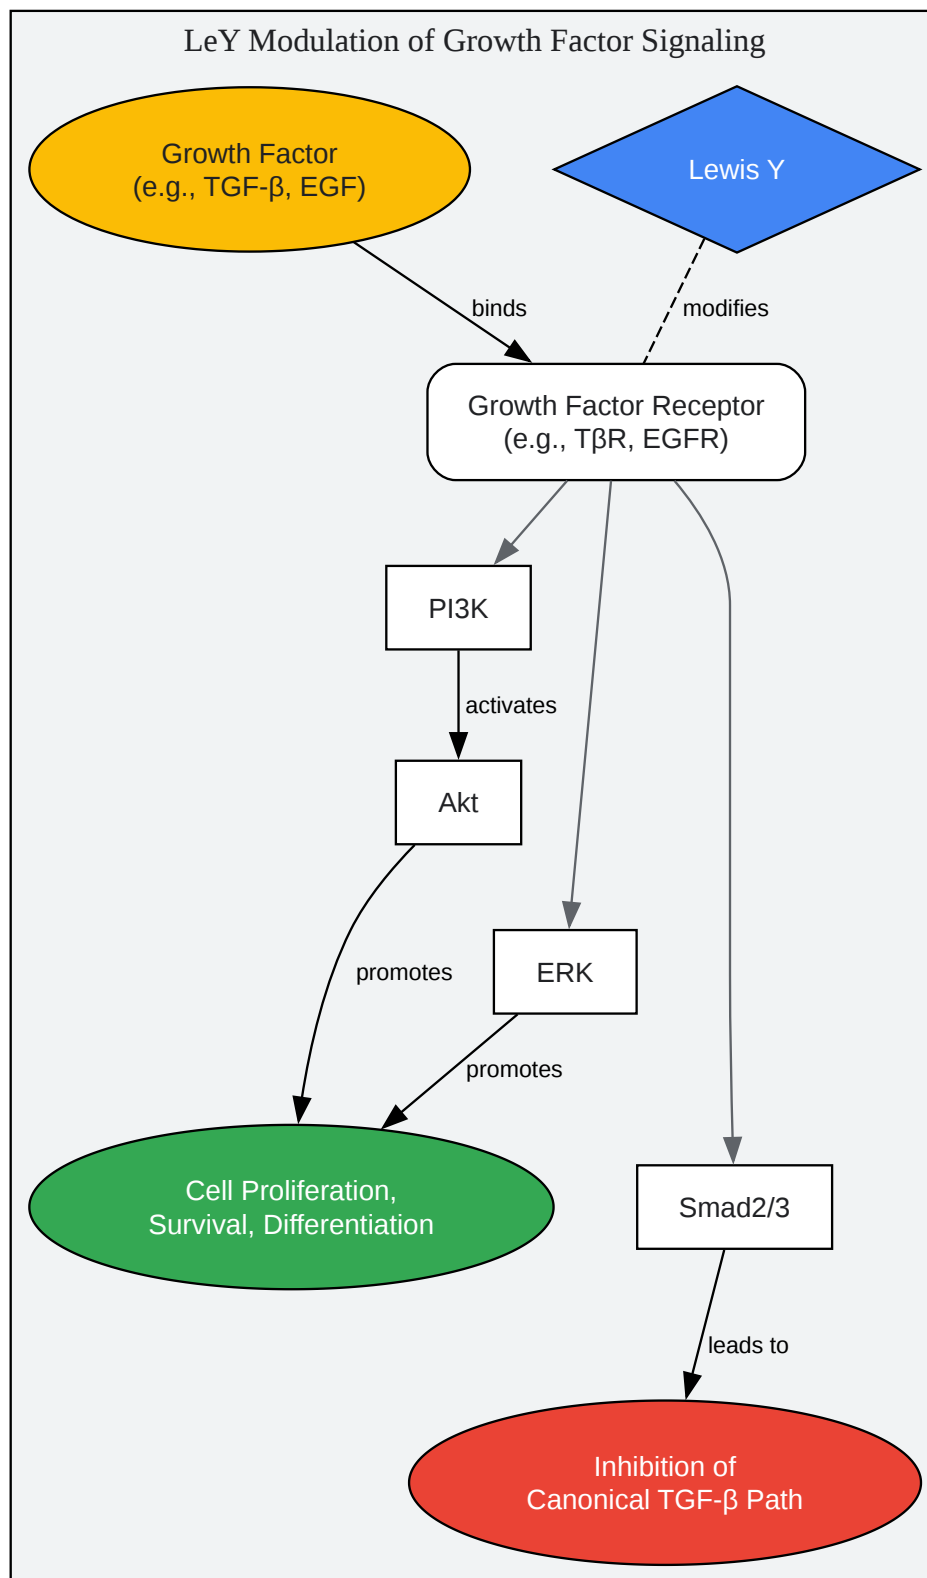 LeY Modulation of Growth Factor Signaling
Growth Factor
(e.g., TGF-β, EGF)
Lewis Y
binds
modifies
Growth Factor Receptor
(e.g., TβR, EGFR)
PI3K
activates
Akt
promotes
ERK
promotes
Cell Proliferation,
Survival, Differentiation
Smad2/3
leads to
Inhibition of
Canonical TGF-β Path